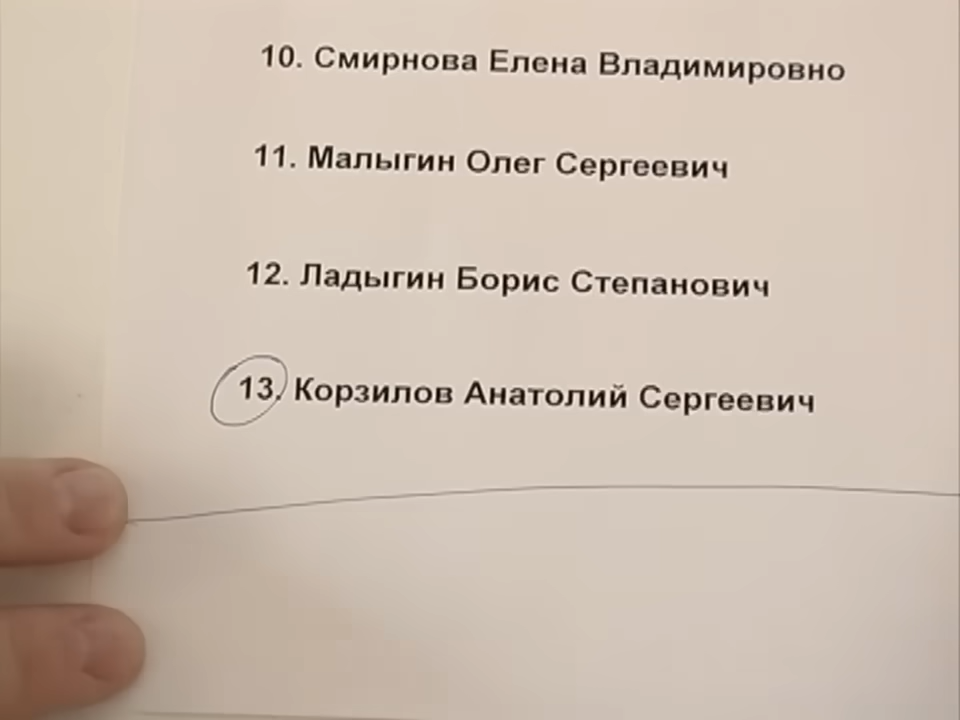 10. Смирнова Елена Владимировно
11. Малыгин Олег Сергеевич
12. Ладыгин Борис Степанович
13. Корзилов Анатолий Сергеевич